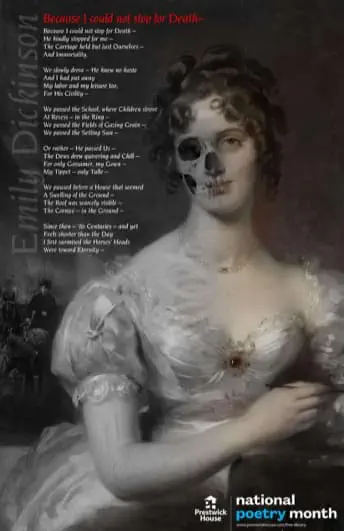 Because I could not stop for Death–
Because I could not stop for Death –
He kindly stopped for me –
The Carriage held but just Ourselves –
And Immortality.
We slowly drove – He knew no haste
And I had put away
My labor and my leisure too,
For His Civility –
We passed the School, where Children strove
At Recess – in the Ring –
We passed the Fields of Gazing Grain –
We passed the Setting Sun –
Or rather – He passed Us –
The Dews drew quivering and Chill –
For only Gossamer, my Gown –
My Tippet – only Tulle –
We paused before a House that seemed
A Swelling of the Ground –
The Roof was scarcely visible –
The Cornice – in the Ground –
Since then – 'tis Centuries – and yet
Feels shorter than the Day
I first surmised the Horses' Heads
Were toward Eternity –
Emily Dickinson
Prestwick
House
national
poetry month
www.prestwickhouse.com/free-library